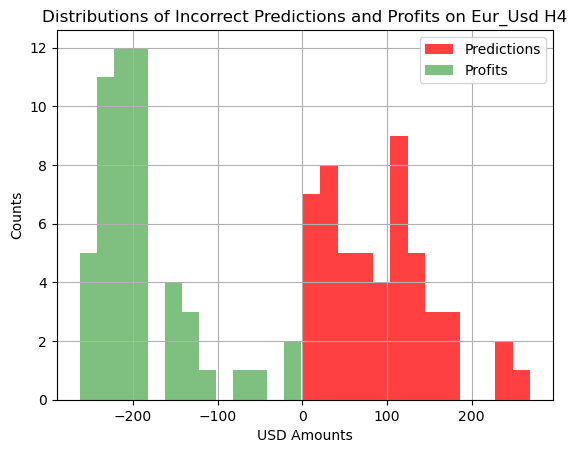 Distributions of Incorrect Predictions and Profits on Eur_Usd H4
Predictions
Profits
12
10
8
6
4
2
0
Counts
−200
−100
0
100
200
USD Amounts